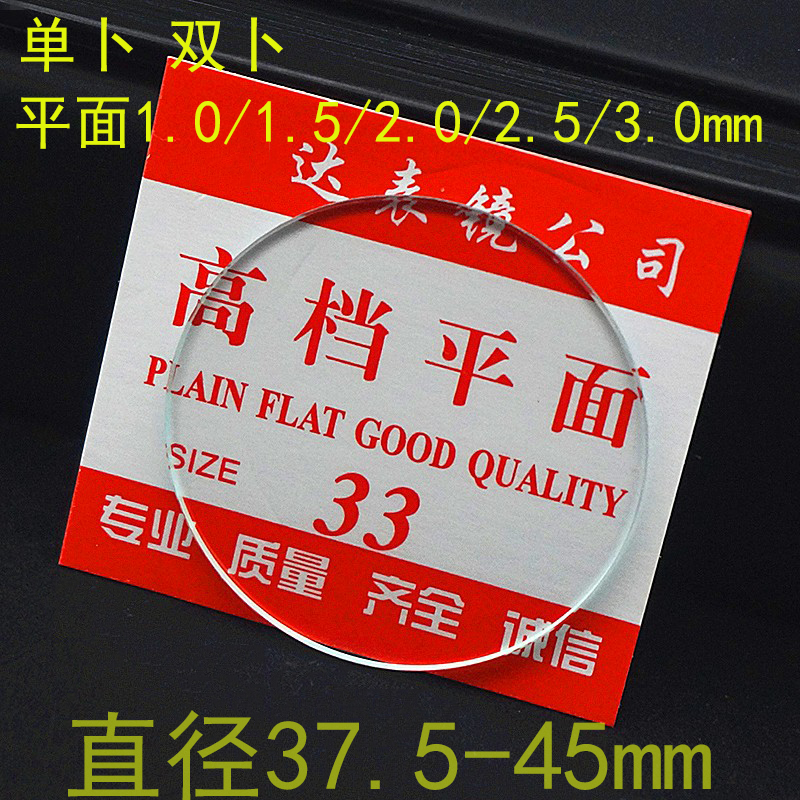 单卜 双卜
平面1.0/1.5/2.0/2.5/3.0mm
达表镜公司
高档平面
PLAIN FLAT GOOD QUALITY
SIZE 33
专业 质量 齐全 诚信
直径37.5-45mm